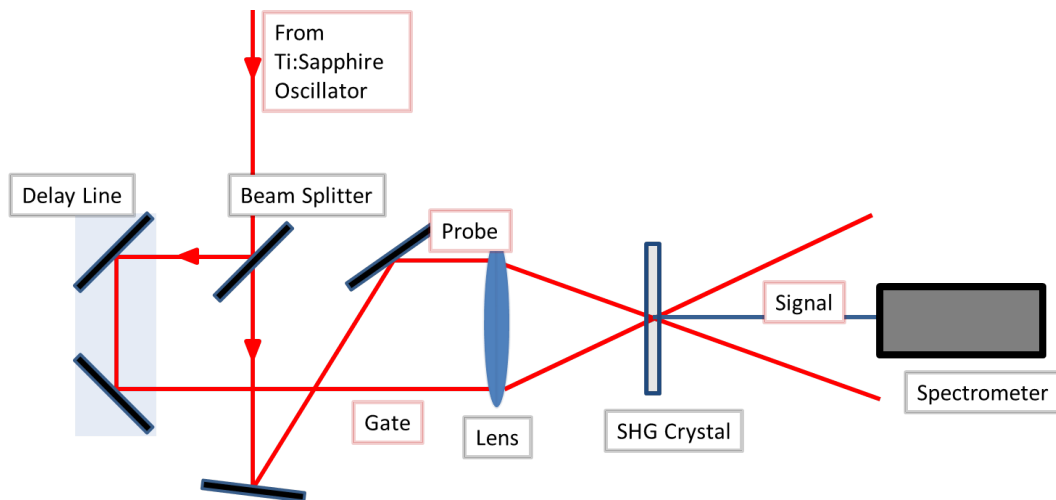 From
Ti:Sapphire
Oscillator
Delay Line
Beam Splitter
Probe
Signal
Gate
Lens
SHG Crystal
Spectrometer